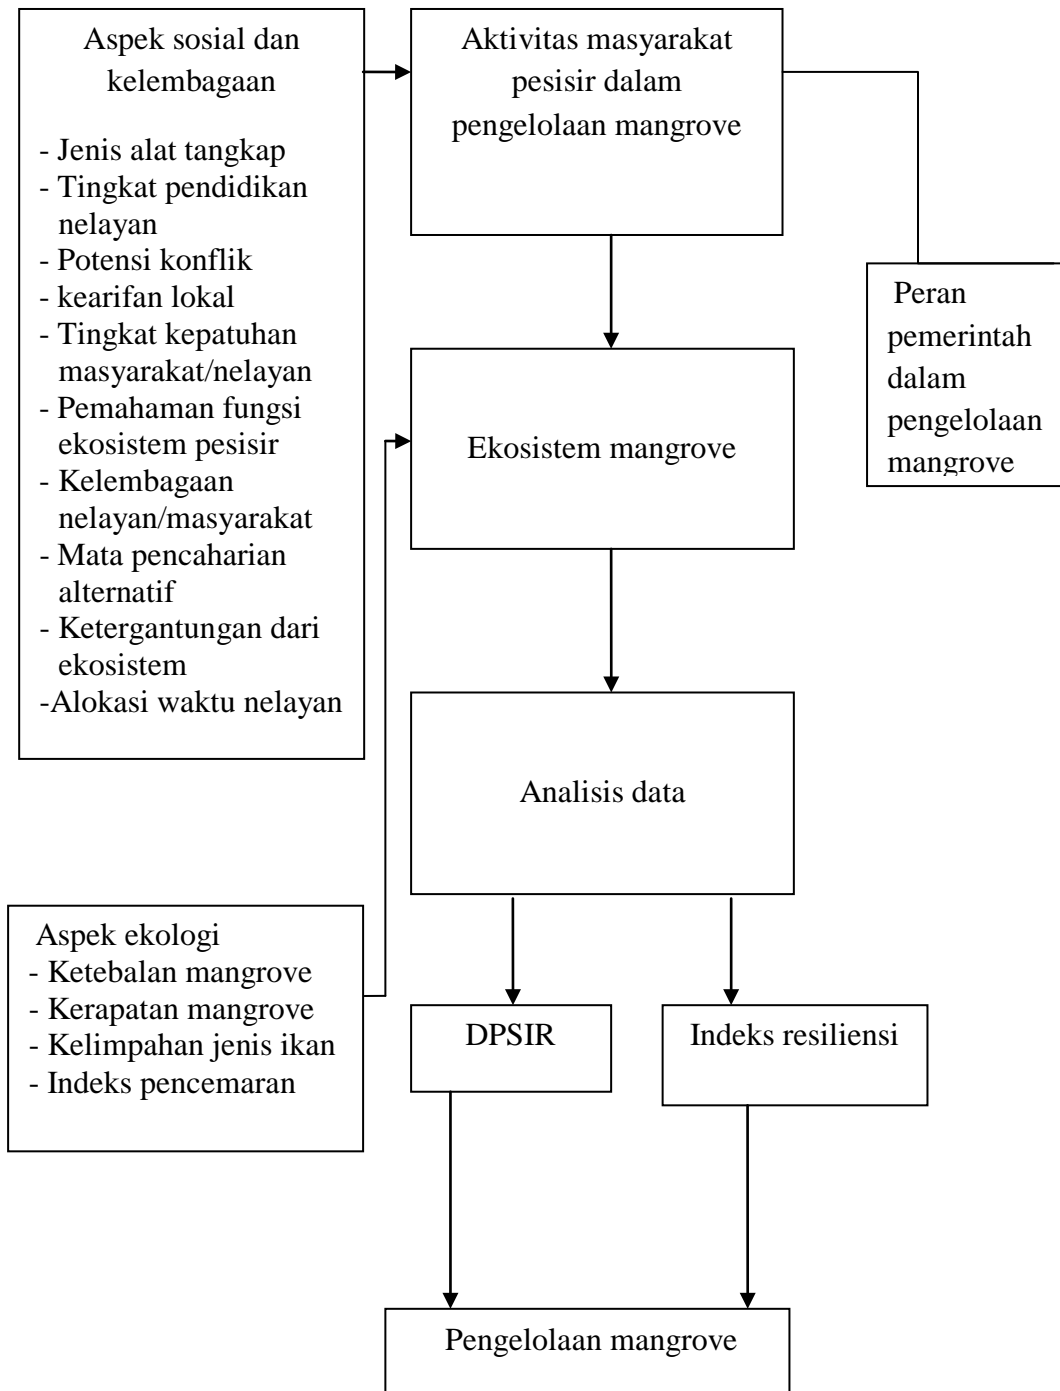 Aspek sosial dan
kelembagaan
- Jenis alat tangkap
- Tingkat pendidikan
nelayan
- Potensi konflik
- kearifan lokal
- Tingkat kepatuhan
masyarakat/nelayan
- Pemahaman fungsi
ekosistem pesisir
- Kelembagaan
nelayan/masyarakat
- Mata pencaharian
alternatif
- Ketergantungan dari
ekosistem
-Alokasi waktu nelayan
Aktivitas masyarakat
pesisir dalam
pengelolaan mangrove
Peran
pemerintah
dalam
pengelolaan
mangrove
Ekosistem mangrove
Analisis data
Aspek ekologi
- Ketebalan mangrove
- Kerapatan mangrove
- Kelimpahan jenis ikan
- Indeks pencemaran
DPSIR
Indeks resiliensi
Pengelolaan mangrove